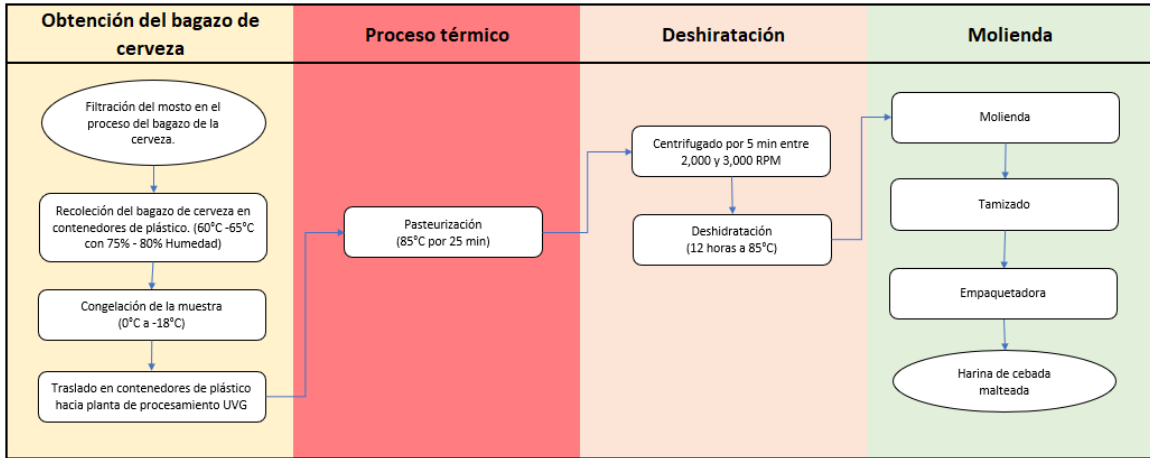 Obtención del bagazo de
cerveza
Proceso térmico
Deshiratación
Molienda
Filtración del mosto en el
proceso del bagazo de la
cerveza.
Recoleción del bagazo de cerveza en
contenedores de plástico. (60°C -65°C
con 75% - 80% Humedad)
Congelación de la muestra
(0°C a -18°C)
Traslado en contenedores de plástico
hacia planta de procesamiento UVG
Pasteurización
(85°C por 25 min)
Centrifugado por 5 min entre
2,000 y 3,000 RPM
Deshidratación
(12 horas a 85°C)
Molienda
Tamizado
Empaquetadora
Harina de cebada
malteada